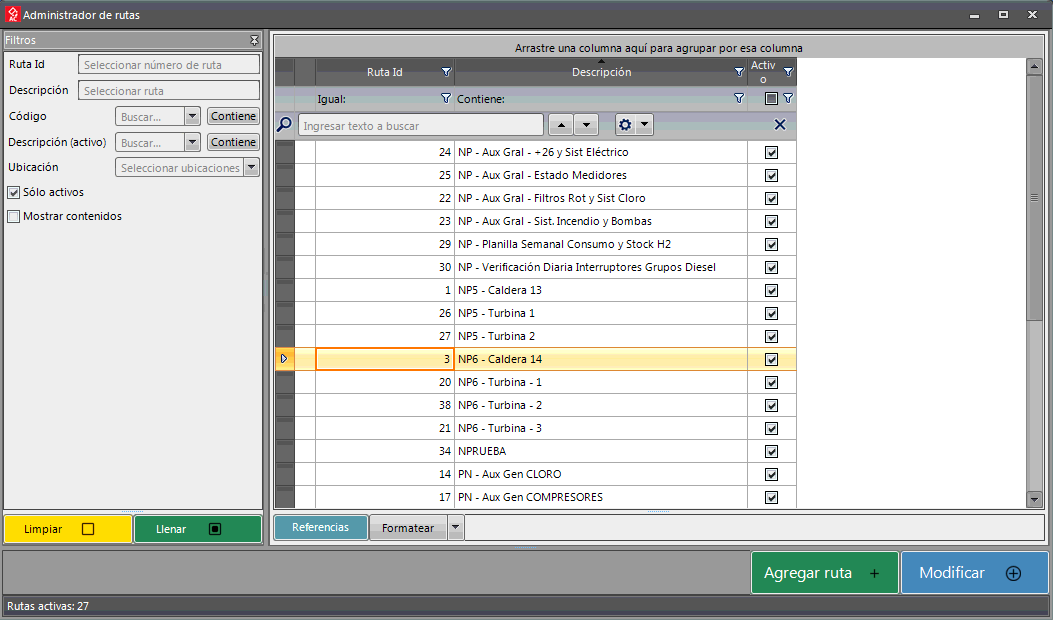 Administrador de rutas
Filtros
Ruta Id
Seleccionar número de ruta
Descripción
Seleccionar ruta
Código
Buscar...
Contiene
Descripción (activo)
Buscar...
Contiene
Ubicación
Seleccionar ubicaciones
Sólo activos
Mostrar contenidos
Limpiar
Llenar
Arrastre una columna aquí para agrupar por esa columna
Ruta Id
Descripción
Activ
o
Igual:
Contiene:
Ingresar texto a buscar
24 NP - Aux Gral - +26 y Sist Eléctrico
25 NP - Aux Gral - Estado Medidores
22 NP - Aux Gral - Filtros Rot y Sist Cloro
23 NP - Aux Gral - Sist. Incendio y Bombas
29 NP - Planilla Semanal Consumo y Stock H2
30 NP - Verificación Diaria Interruptores Grupos Diesel
1 NP5 - Caldera 13
26 NP5 - Turbina 1
27 NP5 - Turbina 2
3 NP6 - Caldera 14
20 NP6 - Turbina - 1
38 NP6 - Turbina - 2
21 NP6 - Turbina - 3
34 NPRUEBA
14 PN - Aux Gen CLORO
17 PN - Aux Gen COMPRESORES
Referencias
Formatear
Agregar ruta +
Modificar
Rutas activas: 27